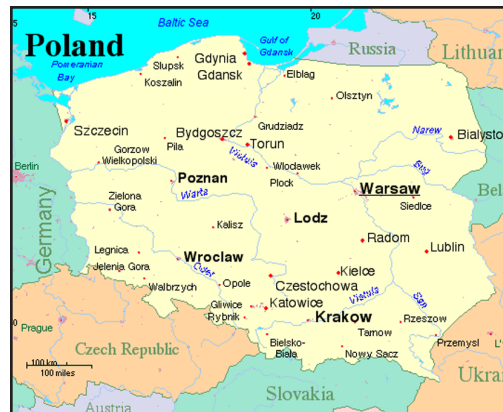 15
Baltic Sea
20
Poland
Gulf of
Gdansk
Russia
Lithuan
Pomeranian
Bay
Slupsk
Koszalin
Gdynia
Gdansk
Elblag
Olsztyn
Szczecin
Bydgoszcz
Grudziadz
Torun
Narew
Bialysto
Gorzow
Wielkopolski
Pila
Vistula
Wloclawek
Plock
Bug
Berlin
Poznan
Warta
Warsaw
Siedlce
Bel
Germany
Zielona
Gora
Kalisz
Lodz
Radom
Lublin
Legnica
Jelenia Gora
Wroclaw
Oder
Walbrzych
Opole
Czestochowa
Kielce
Gliwice
Rybnik
Katowice
Vistula
San
Krakow
Tarnow
Rzeszow
Prague
Czech Republic
Bielsko-
Biala
Nowy Sacz
Przemysl
L'
100 km
100 miles
Slovakia
Ukra
Austria